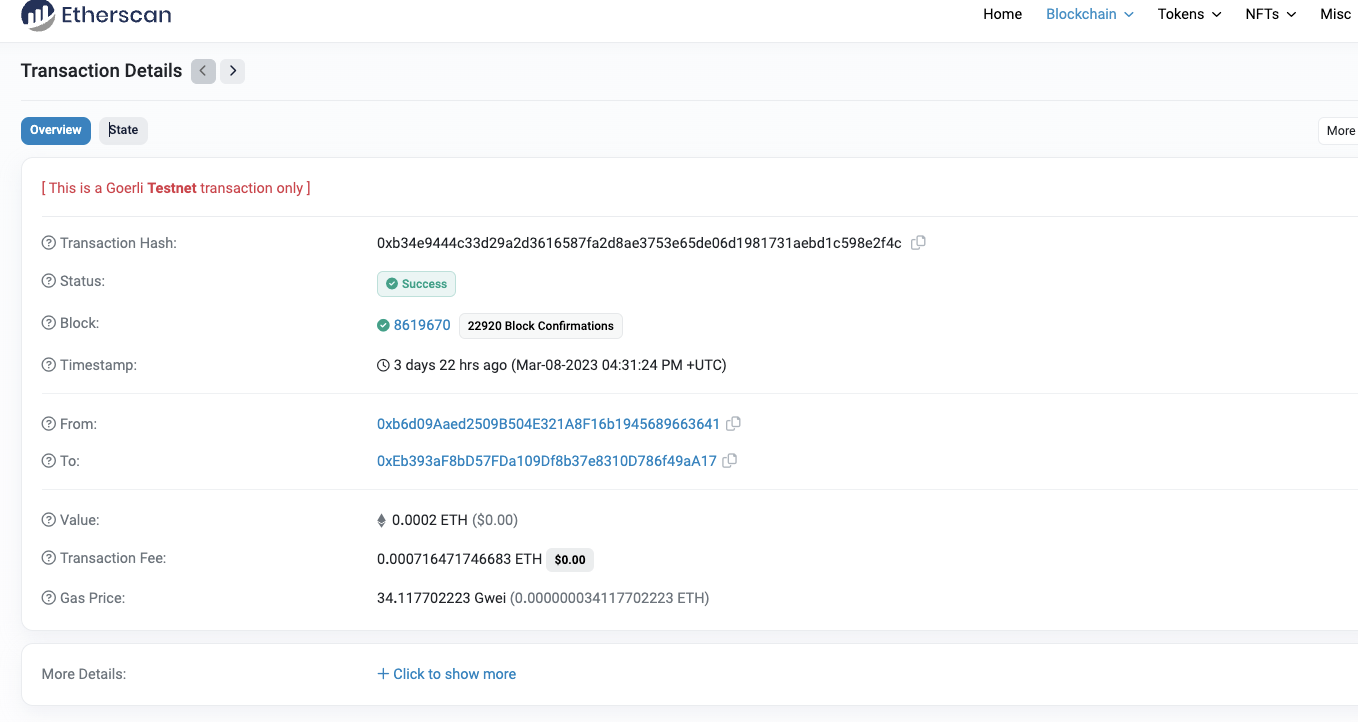 Etherscan
Home Blockchain Tokens NFTs Misc
Transaction Details
Overview State More
[ This is a Goerli Testnet transaction only ]
Transaction Hash: 0xb34e9444c33d29a2d3616587fa2d8ae3753e65de06d1981731aebd1c598e2f4c
Status: Success
Block: 8619670 22920 Block Confirmations
Timestamp: 3 days 22 hrs ago (Mar-08-2023 04:31:24 PM +UTC)
From: 0xb6d09Aaed2509B504E321A8F16b1945689663641
To: 0xEb393aF8bD57FDa109Df8b37e8310D786f49aA17
Value: 0.0002 ETH ($0.00)
Transaction Fee: 0.000716471746683 ETH $0.00
Gas Price: 34.117702223 Gwei (0.000000034117702223 ETH)
More Details: + Click to show more